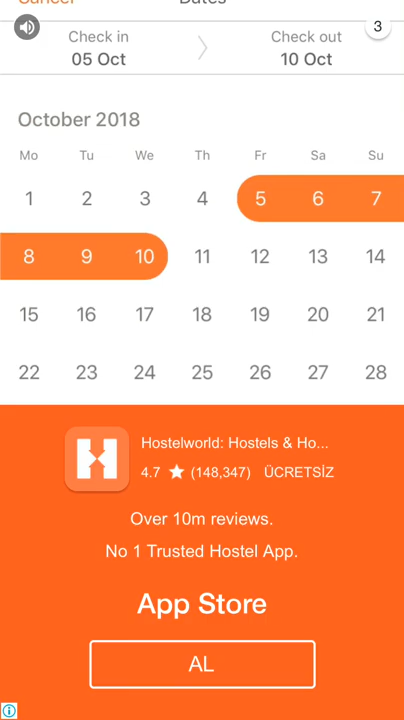 Cancel
Dates
3
Check in
Check out
05 Oct
10 Oct
October 2018
Mo Tu We Th Fr Sa Su
1 2 3 4 5 6 7
8 9 10 11 12 13 14
15 16 17 18 19 20 21
22 23 24 25 26 27 28
Hostelworld: Hostels & Ho...
4.7 ★ (148,347) ÜCRETSİZ
Over 10m reviews.
No 1 Trusted Hostel App.
App Store
AL